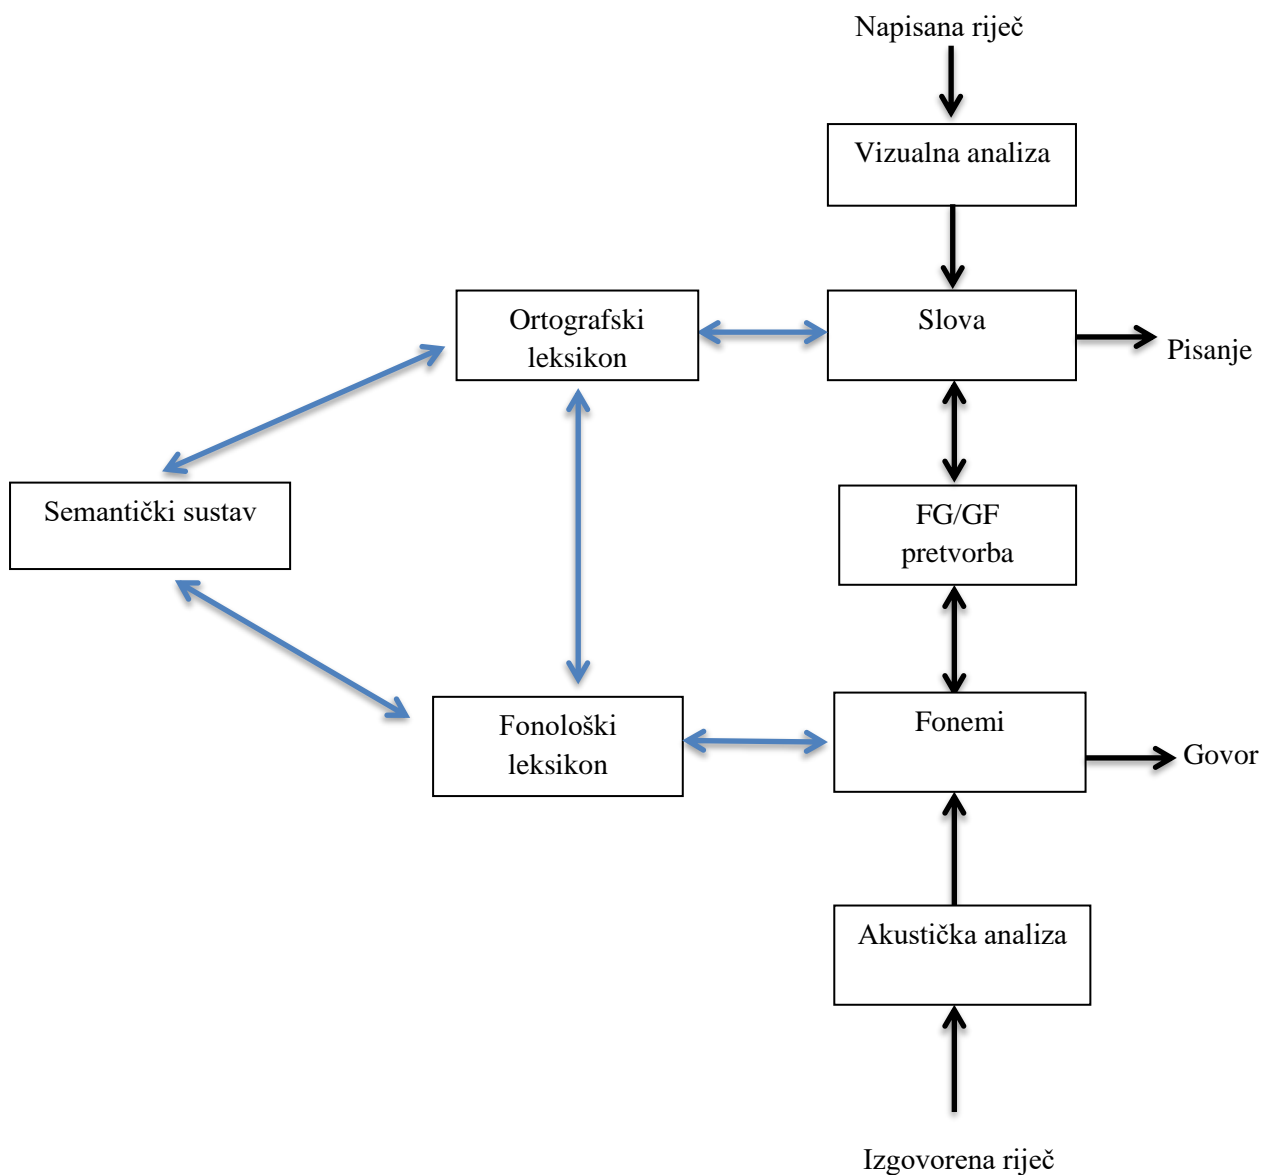 Napisana riječ
Vizualna analiza
Ortografski
leksikon
Slova
Pisanje
Semantički sustav
FG/GF
pretvorba
Fonološki
leksikon
Fonemi
Govor
Akustička analiza
Izgovorena riječ